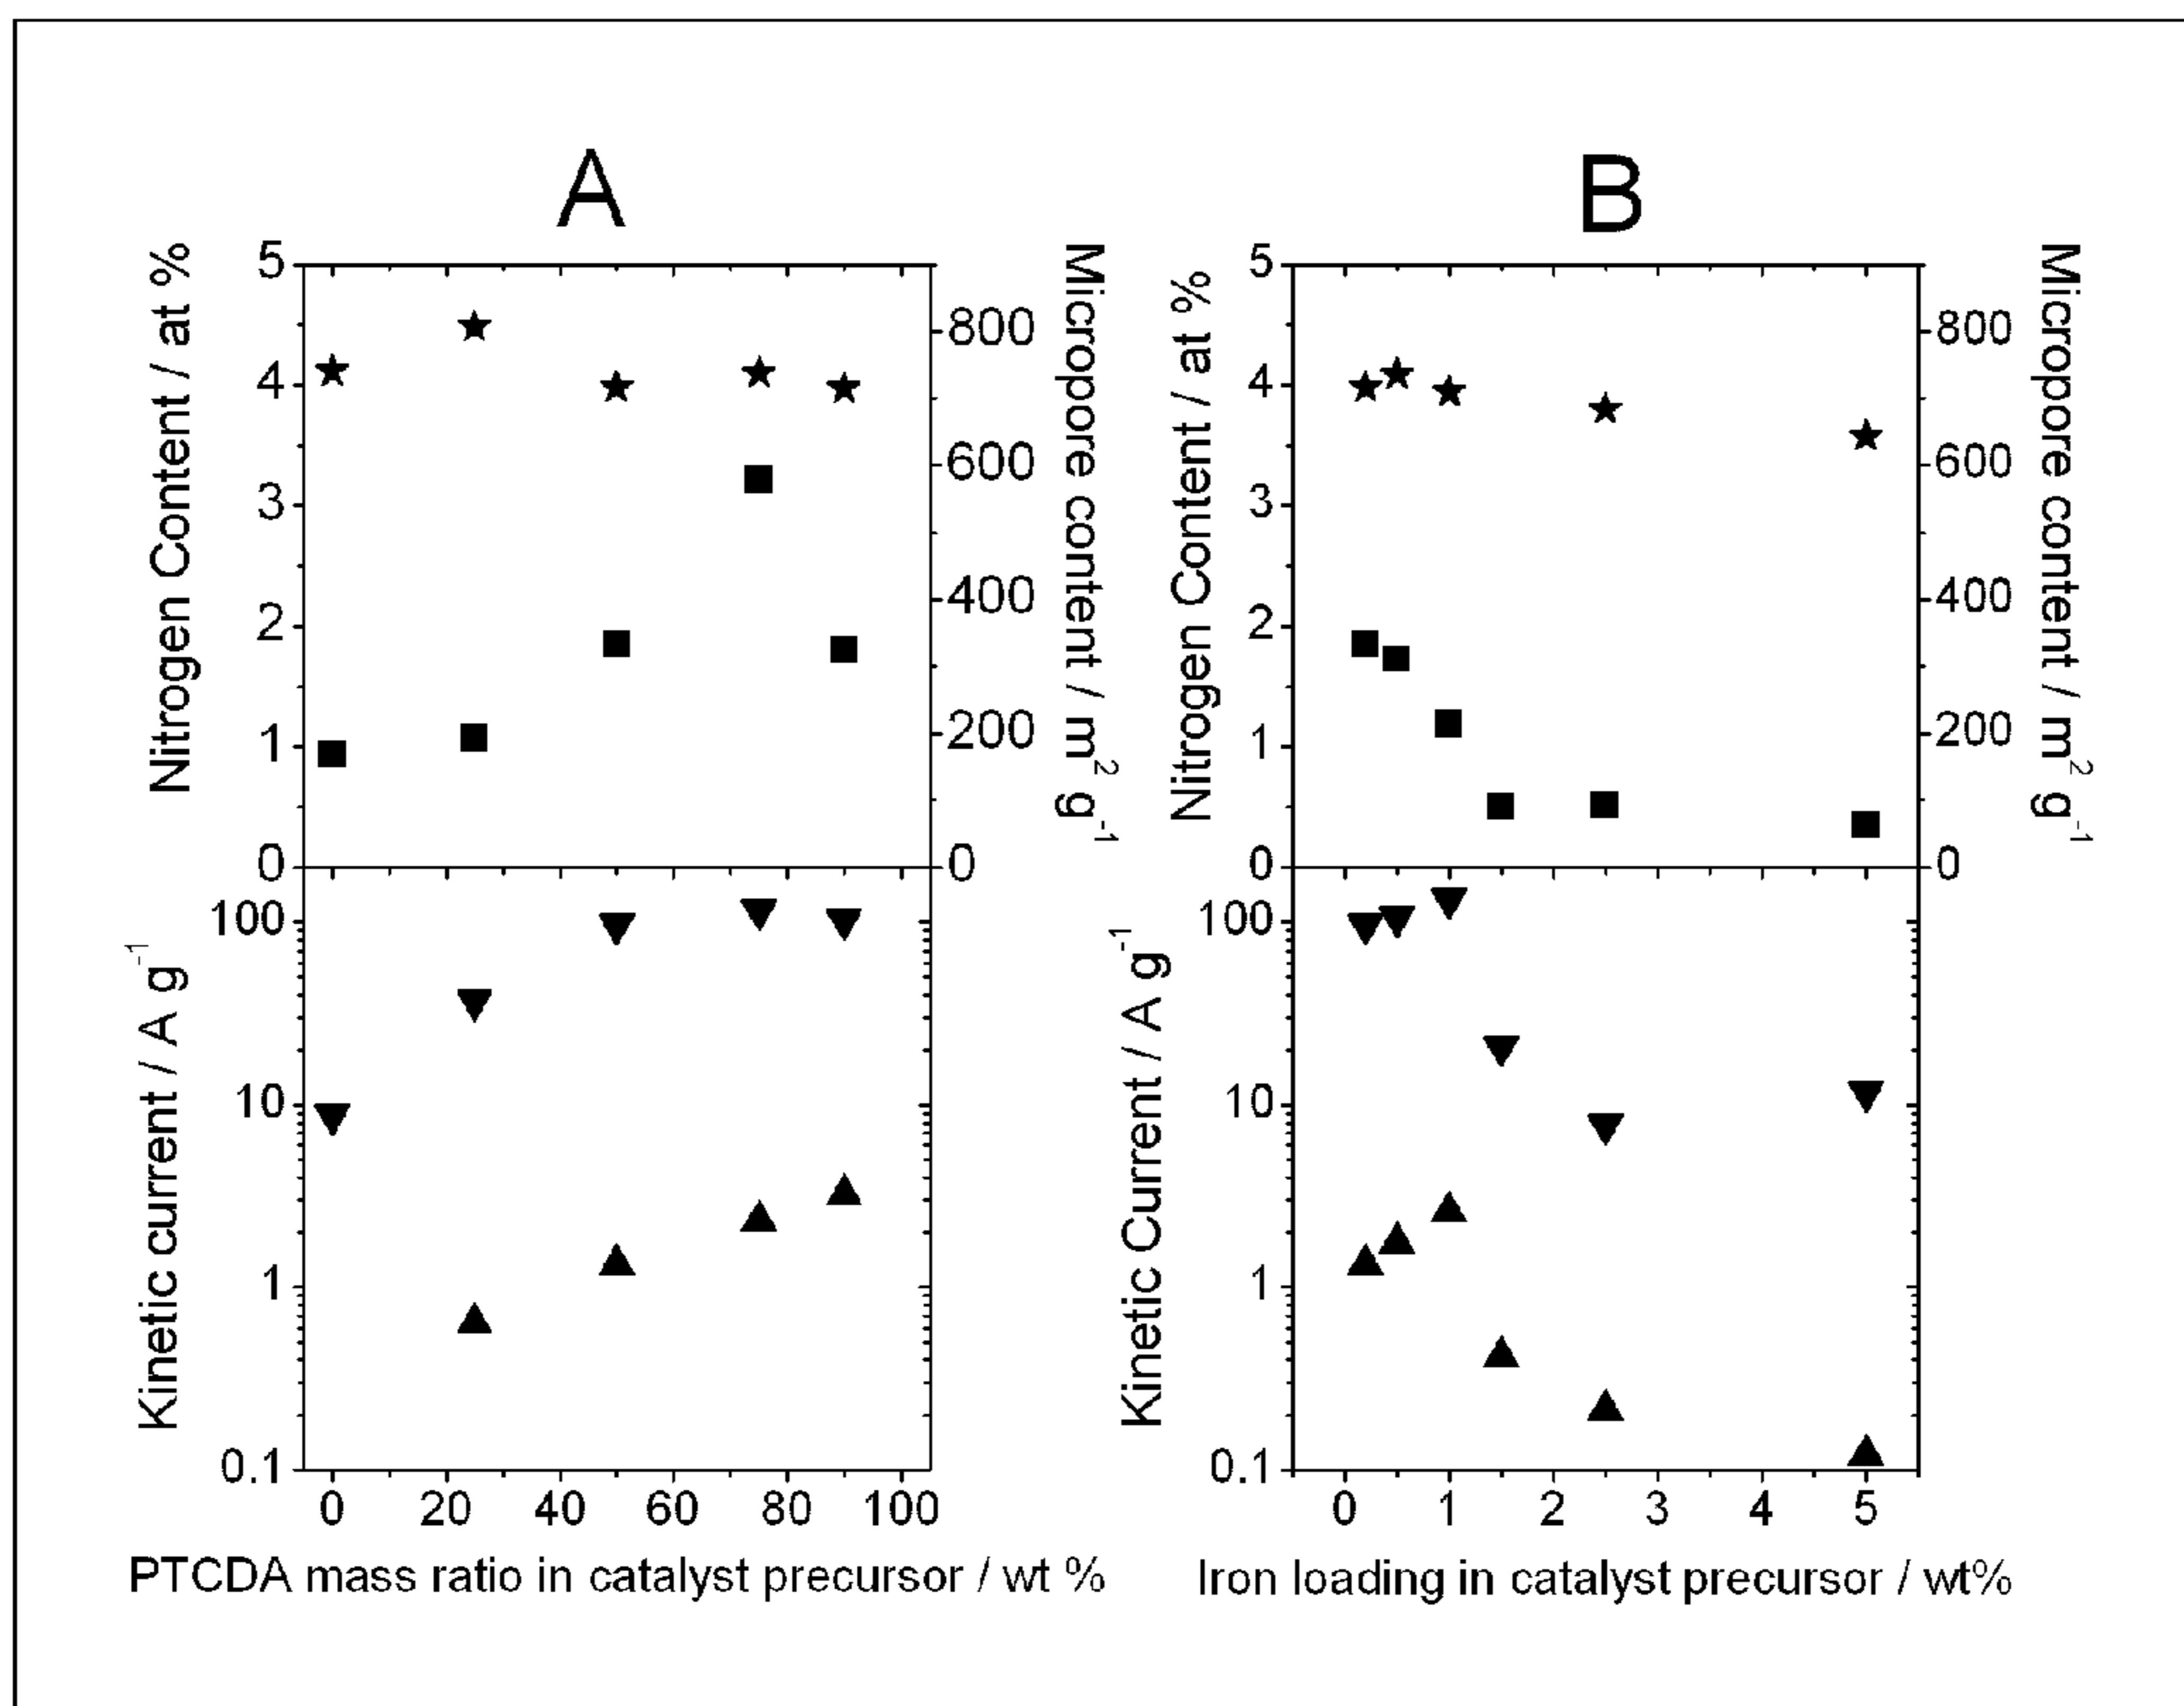 A
5
4
3
2
1
0
Nitrogen Content / at %
800
600
400
200
0
Micropore content / m² g⁻¹
100
10
1
0.1
Kinetic current / A g⁻¹
0 20 40 60 80 100
PTCDA mass ratio in catalyst precursor / wt %
B
5
4
3
2
1
0
Nitrogen Content / at %
800
600
400
200
0
Micropore content / m² g⁻¹
100
10
1
0.1
Kinetic Current / A g⁻¹
0 1 2 3 4 5
Iron loading in catalyst precursor / wt%